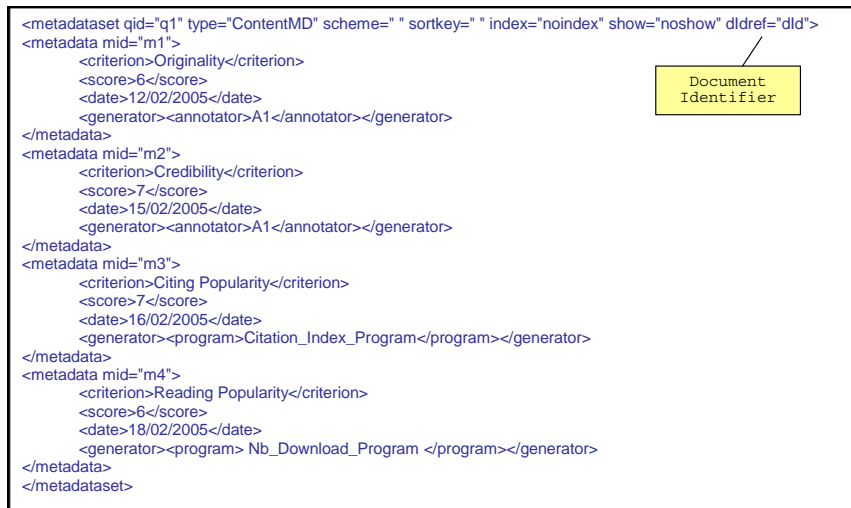 <metadataset qid="q1" type="ContentMD" scheme=" " sortkey=" " index="noindex" show="noshow" dIdref="dId">
<metadata mid="m1">
<criterion>Originality</criterion>
<score>6</score>
<date>12/02/2005</date>
<generator><annotator>A1</annotator></generator>
</metadata>
<metadata mid="m2">
<criterion>Credibility</criterion>
<score>7</score>
<date>15/02/2005</date>
<generator><annotator>A1</annotator></generator>
</metadata>
<metadata mid="m3">
<criterion>Citing Popularity</criterion>
<score>7</score>
<date>16/02/2005</date>
<generator><program>Citation_Index_Program</program></generator>
</metadata>
<metadata mid="m4">
<criterion>Reading Popularity</criterion>
<score>6</score>
<date>18/02/2005</date>
<generator><program> Nb_Download_Program </program></generator>
</metadata>
</metadataset>
Document
Identifier